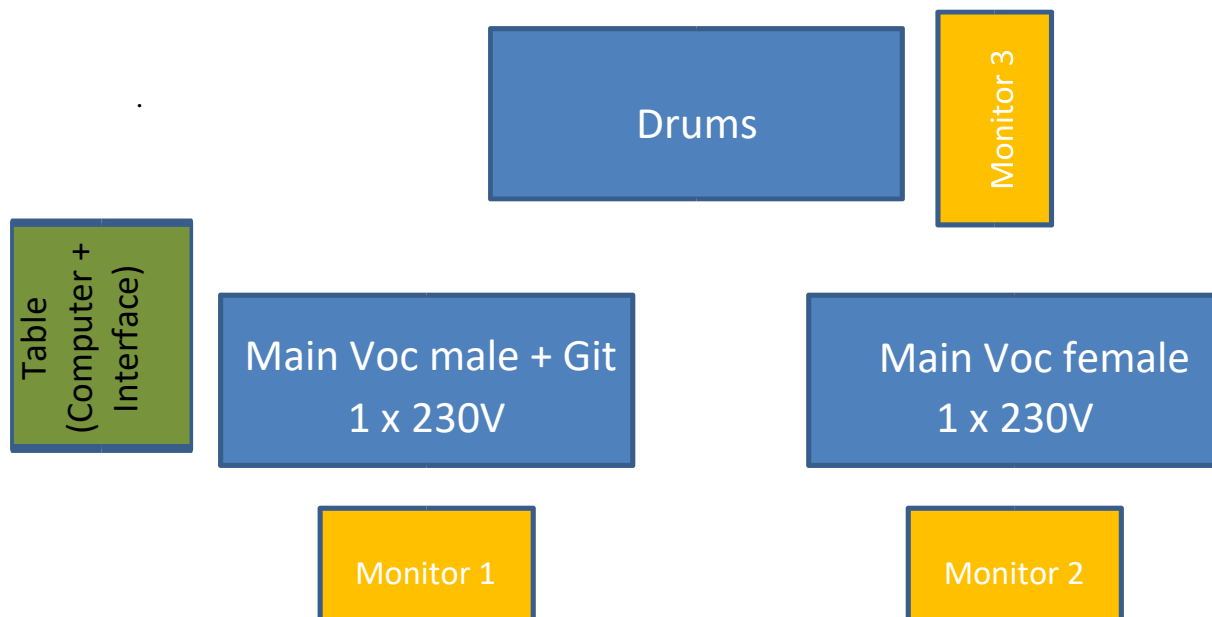 Drums
Monitor 3
Table
(Computer +
Interface)
Main Voc male + Git
1 x 230V
Main Voc female
1 x 230V
Monitor 1
Monitor 2